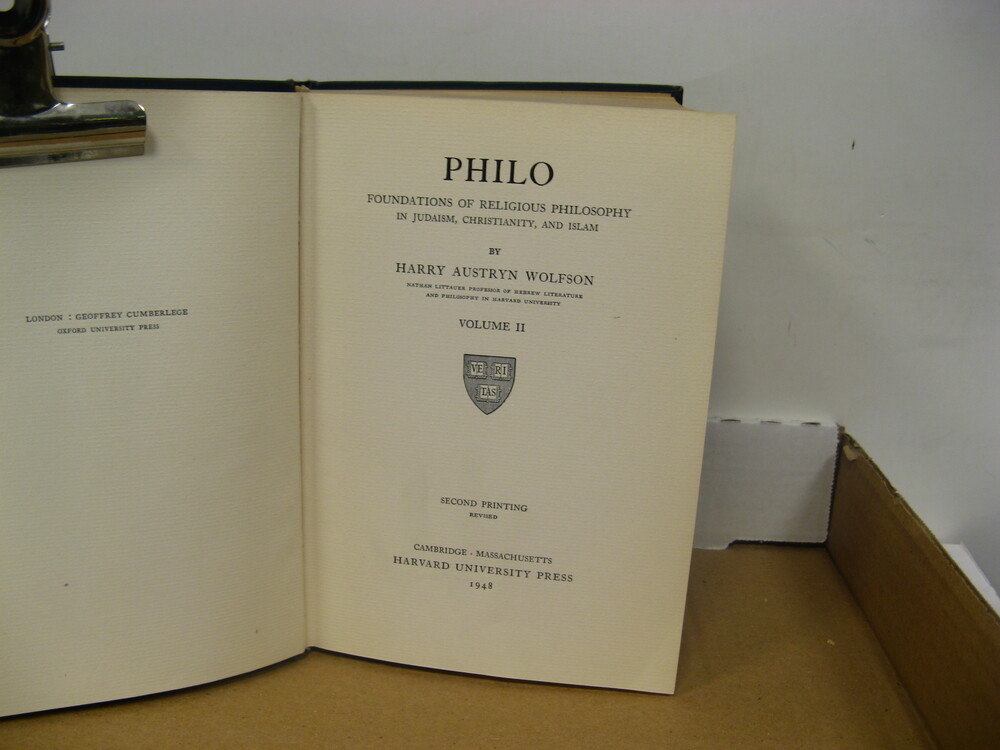 LONDON : GEOFFREY CUMBERLEGE
OXFORD UNIVERSITY PRESS
PHILO
FOUNDATIONS OF RELIGIOUS PHILOSOPHY
IN JUDAISM, CHRISTIANITY, AND ISLAM
BY
HARRY AUSTRYN WOLFSON
NATHAN LITTAUER PROFESSOR OF HEBREW LITERATURE
AND PHILOSOPHY IN HARVARD UNIVERSITY
VOLUME II
VE RI
TAS
SECOND PRINTING
REVISED
CAMBRIDGE · MASSACHUSETTS
HARVARD UNIVERSITY PRESS
1948